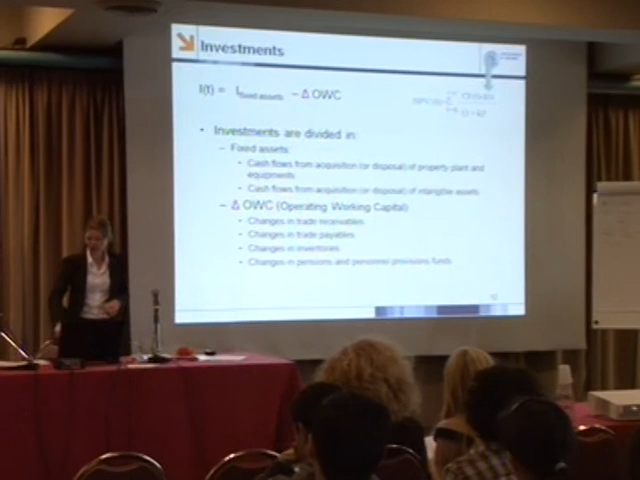 Investments
I(t) = I fixed assets – Δ OWC
• Investments are divided in:
– Fixed assets:
• Cash flows from acquisition (or disposal) of property plant and
equipments
• Cash flows from acquisition (or disposal) of intangible assets
– Δ OWC (Operating Working Capital)
• Changes in trade receivables
• Changes in trade payables
• Changes in inventories
• Changes in pensions and personnel provisions funds